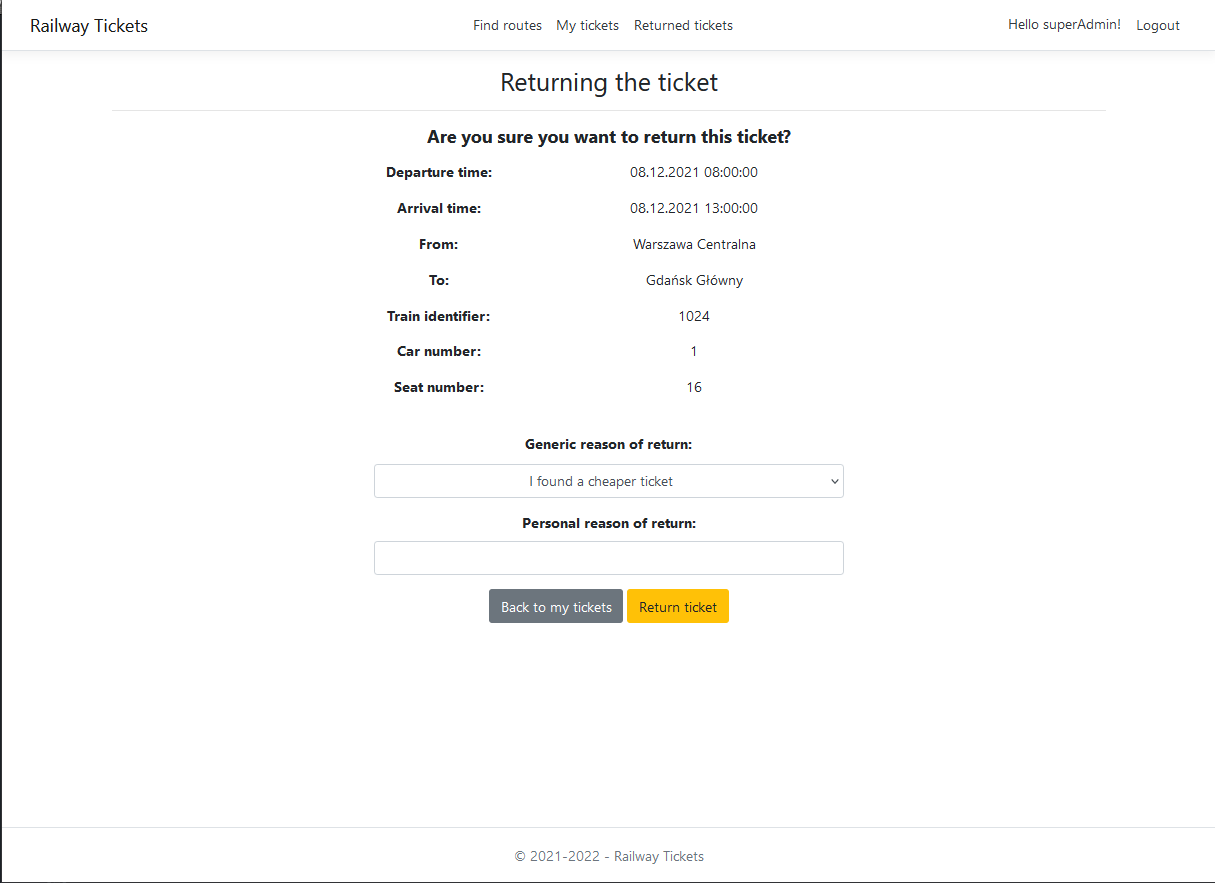 Railway Tickets Find routes My tickets Returned tickets Hello superAdmin! Logout
Returning the ticket
Are you sure you want to return this ticket?
Departure time: 08.12.2021 08:00:00
Arrival time: 08.12.2021 13:00:00
From: Warszawa Centralna
To: Gdańsk Główny
Train identifier: 1024
Car number: 1
Seat number: 16
Generic reason of return:
I found a cheaper ticket
Personal reason of return:
Back to my tickets Return ticket
© 2021-2022 - Railway Tickets